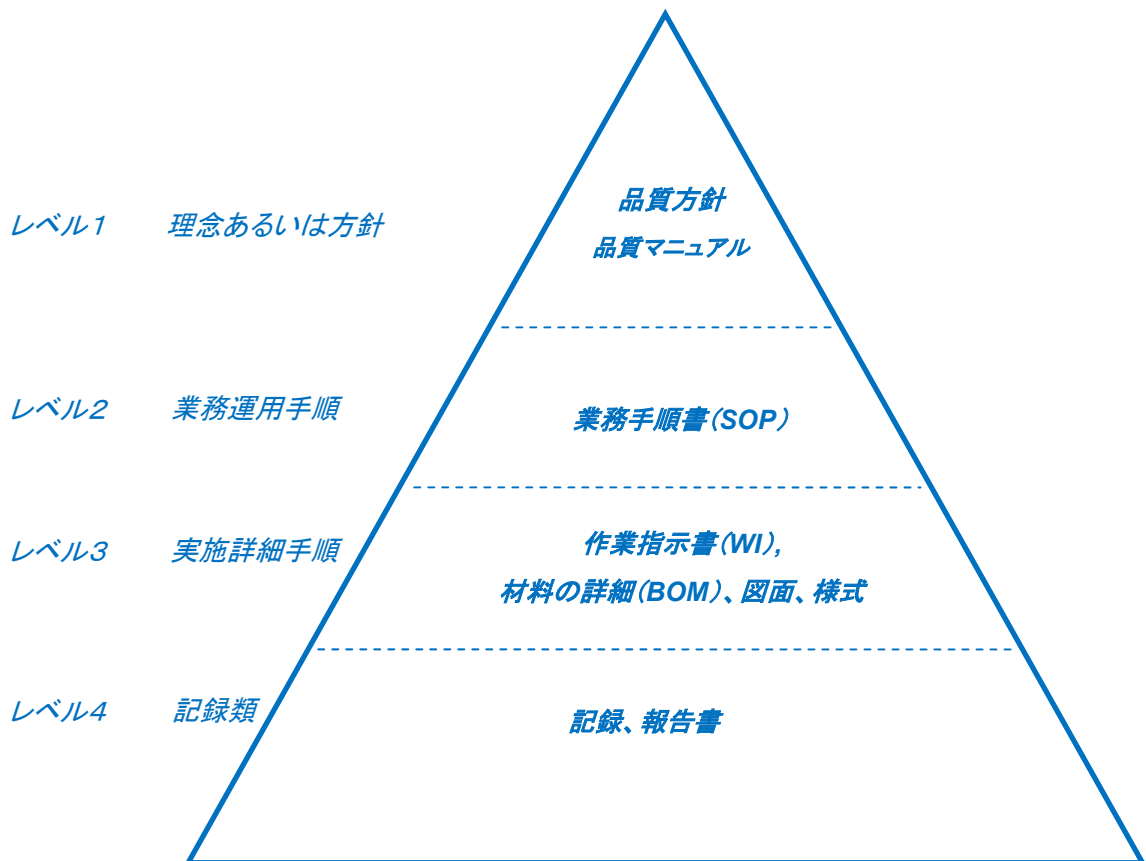 品質方針
レベル1 理念あるいは方針
品質マニュアル
レベル2 業務運用手順
業務手順書(SOP)
レベル3 実施詳細手順
作業指示書(WI),
材料の詳細(BOM)、図面、様式
レベル4 記録類
記録、報告書